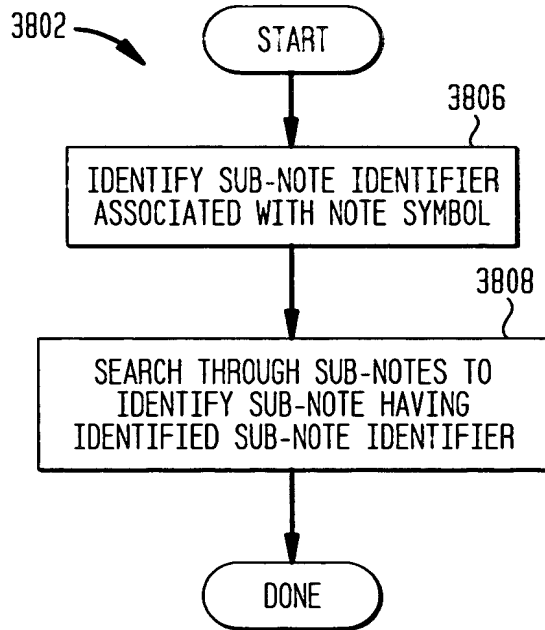 3802
START
3806
IDENTIFY SUB-NOTE IDENTIFIER
ASSOCIATED WITH NOTE SYMBOL
3808
SEARCH THROUGH SUB-NOTES TO
IDENTIFY SUB-NOTE HAVING
IDENTIFIED SUB-NOTE IDENTIFIER
DONE